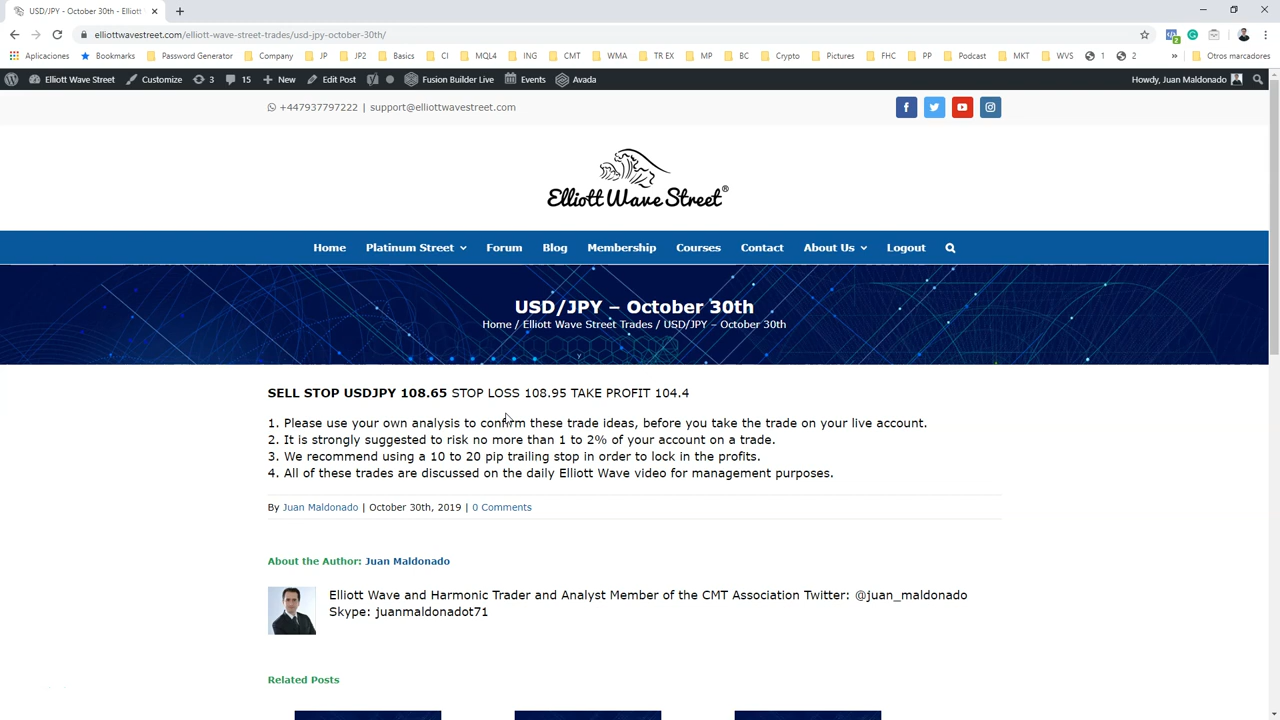 USD/JPY - October 30th - Elliott
elliottwavestreet.com/elliott-wave-street-trades/usd-jpy-october-30th/
Aplicaciones Bookmarks Password Generator Company JP JP2 Basics CI MQL4 ING CMT WMA TR EX MP BC Crypto Pictures FHC PP Podcast MKT WVS 1 2 » Otros marcadores
Elliott Wave Street Customize 3 15 New Edit Post Fusion Builder Live Events Avada Howdy, Juan Maldonado
+447937797222 | support@elliottwavestreet.com
Elliott Wave Street®
Home Platinum Street Forum Blog Membership Courses Contact About Us Logout
USD/JPY – October 30th
Home / Elliott Wave Street Trades / USD/JPY – October 30th
SELL STOP USDJPY 108.65 STOP LOSS 108.95 TAKE PROFIT 104.4
1. Please use your own analysis to confirm these trade ideas, before you take the trade on your live account.
2. It is strongly suggested to risk no more than 1 to 2% of your account on a trade.
3. We recommend using a 10 to 20 pip trailing stop in order to lock in the profits.
4. All of these trades are discussed on the daily Elliott Wave video for management purposes.
By Juan Maldonado | October 30th, 2019 | 0 Comments
About the Author: Juan Maldonado
Elliott Wave and Harmonic Trader and Analyst Member of the CMT Association Twitter: @juan_maldonado
Skype: juanmaldonadot71
Related Posts